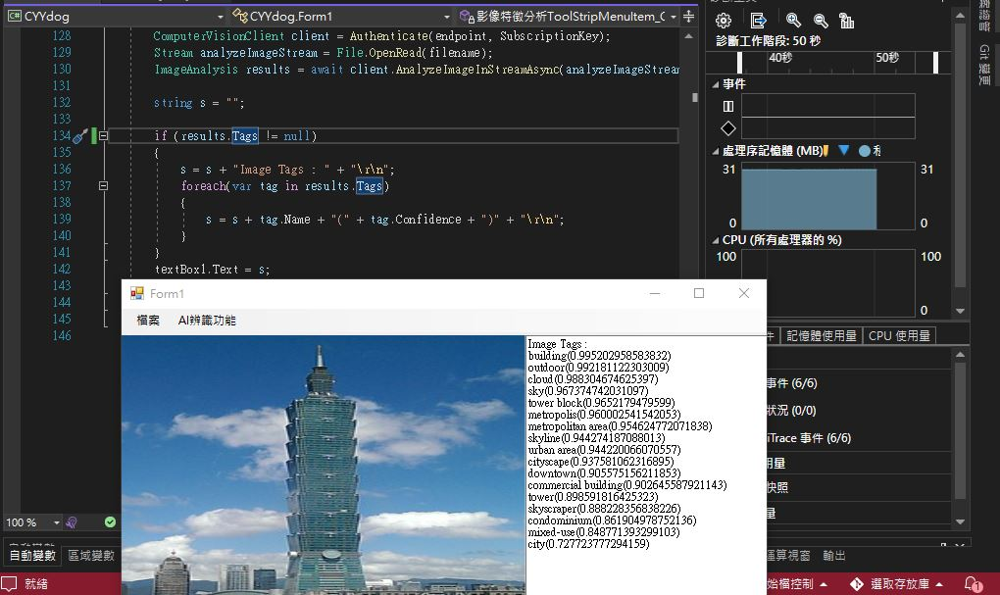 CYYdog
CYYdog.Form1
影像特徵分析ToolStripMenuItem_C
128 ComputerVisionClient client = Authenticate(endpoint, SubscriptionKey);
129 Stream analyzeImageStream = File.OpenRead(filename);
130 ImageAnalysis results = await client.AnalyzeImageInStreamAsync(analyzeImageStream
131
132 string s = "";
133
134 if (results.Tags != null)
135 {
136 s = s + "Image Tags : " + "\r\n";
137 foreach(var tag in results.Tags)
138 {
139 s = s + tag.Name + "(" + tag.Confidence + ")" + "\r\n";
140 }
141 }
142 textBox1.Text = s;
143
144
145
146
診斷工作階段: 50 秒
40秒 50秒
事件
處理序記憶體 (MB)
31 31
0 0
CPU (所有處理器的 %)
100 100
0
記憶體使用量 CPU 使用量
事件 (6/6)
狀況 (0/0)
iTrace 事件 (6/6)
用量
快照
量
Git 變更
Form1
檔案 AI辨識功能
Image Tags :
building(0.995202958583832)
outdoor(0.992181122303009)
cloud(0.988304674625397)
sky(0.967374742031097)
tower block(0.9652179479599)
metropolis(0.960002541542053)
metropolitan area(0.954624772071838)
skyline(0.944274187088013)
urban area(0.944220066070557)
cityscape(0.937581062316895)
downtown(0.905575156211853)
commercial building(0.902645587921143)
tower(0.898591816425323)
skyscraper(0.888228356838226)
condominium(0.861904978752136)
mixed-use(0.848771393299103)
city(0.727723777294159)
100 %
自動變數 區域變數
運算視窗 輸出
就緒
始檔控制
選取存放庫
1